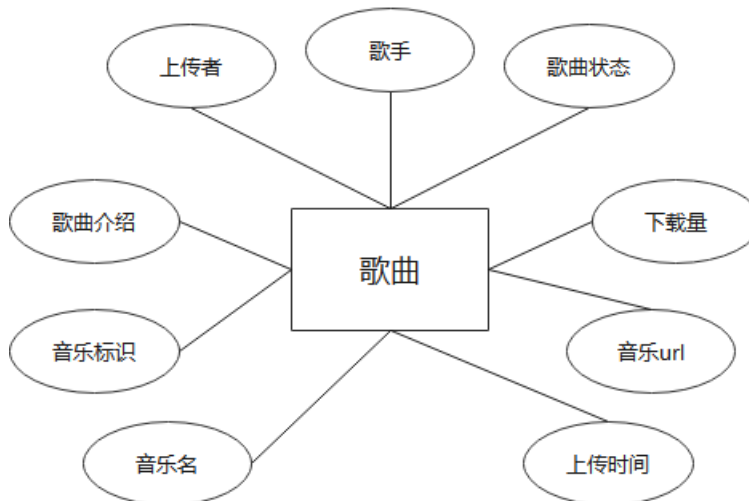 歌手
上传者
歌曲状态
歌曲介绍
下载量
歌曲
音乐标识
音乐url
音乐名
上传时间